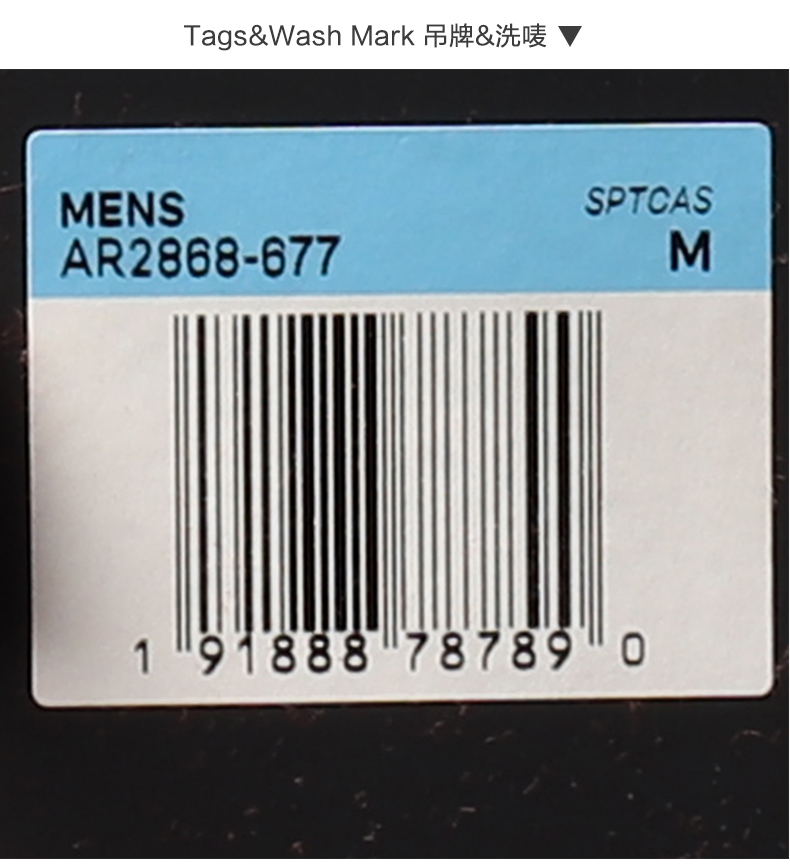 Tags&Wash Mark 吊牌&洗唛 ▼
MENS SPTCAS
AR2868-677 M
1 91888 78789 0